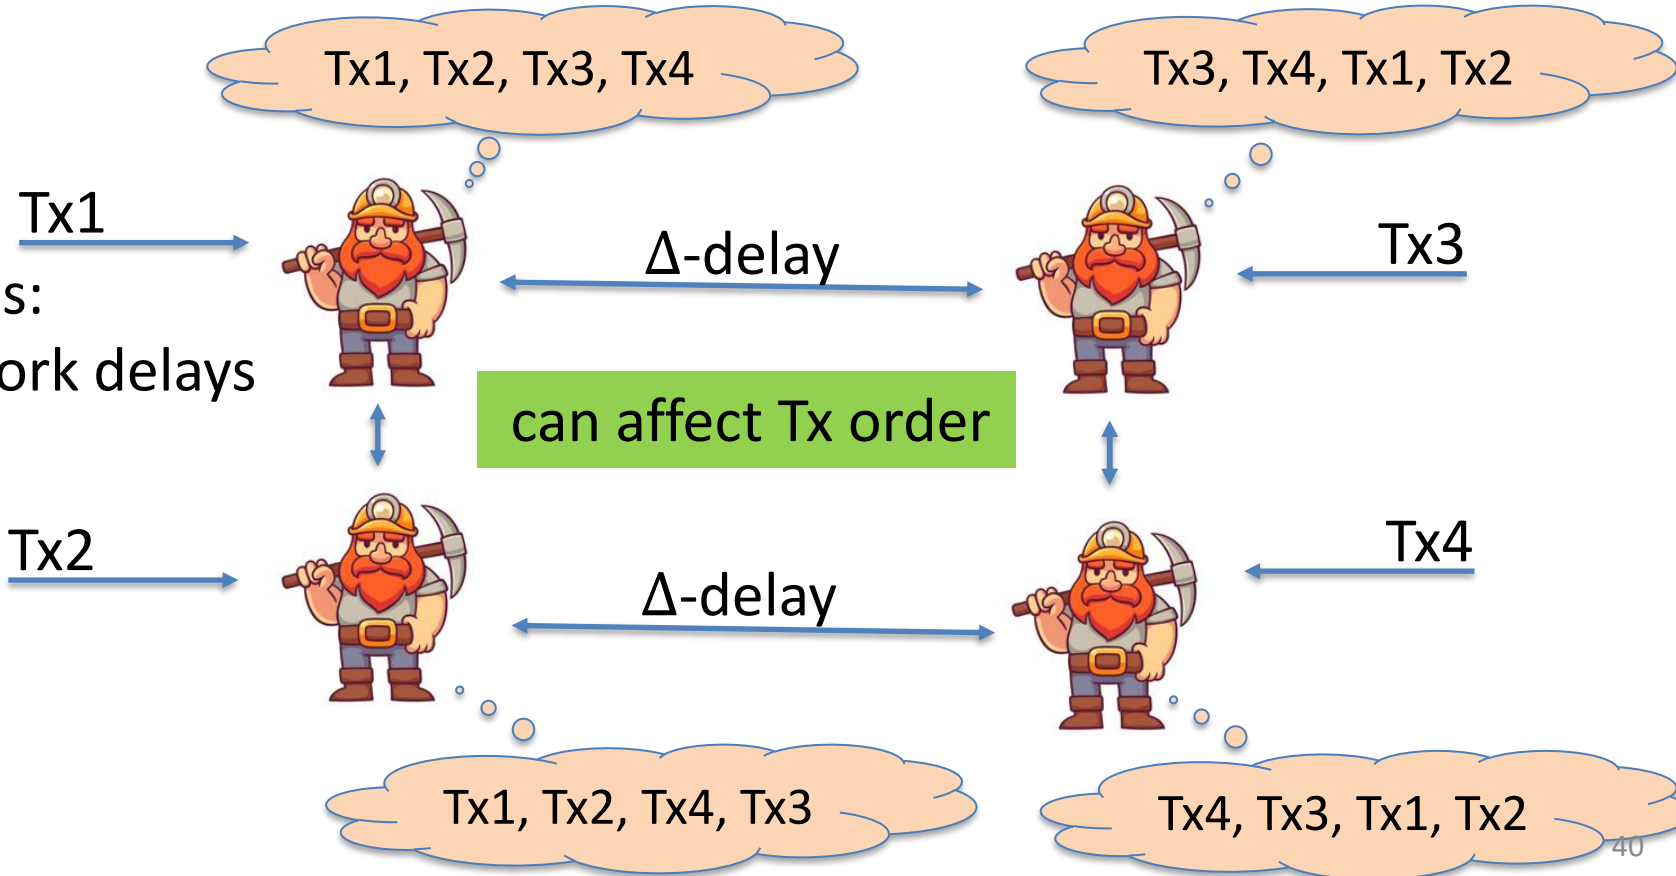 Tx1, Tx2, Tx3, Tx4
Tx3, Tx4, Tx1, Tx2
Tx1
Δ-delay
Tx3
s:
ork delays
can affect Tx order
Tx2
Tx4
Δ-delay
Tx1, Tx2, Tx4, Tx3
Tx4, Tx3, Tx1, Tx2
40